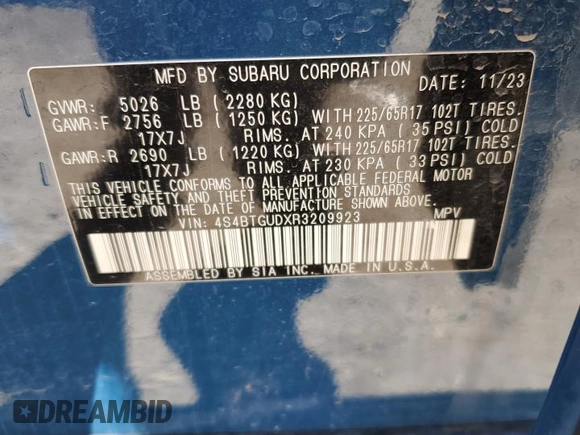 MFD BY SUBARU CORPORATION
DATE: 11/23
GVWR: 5026 LB (2280 KG)
GAWR:F 2756 LB (1250 KG) WITH 225/65R17 102T TIRES.
17X7J RIMS. AT 240 KPA ( 35 PSI) COLD
GAWR:R 2690 LB (1220 KG) WITH 225/65R17 102T TIRES.
17X7J RIMS. AT 230 KPA ( 33 PSI) COLD
THIS VEHICLE CONFORMS TO ALL APPLICABLE FEDERAL MOTOR
VEHICLE SAFETY AND THEFT PREVENTION STANDARDS
IN EFFECT ON THE DATE OF MANUFACTURE SHOWN ABOVE.
VIN: 4S4BTGUDXR3209923 MPV
ASSEMBLED BY SIA INC. MADE IN U.S.A.
DREAMBID